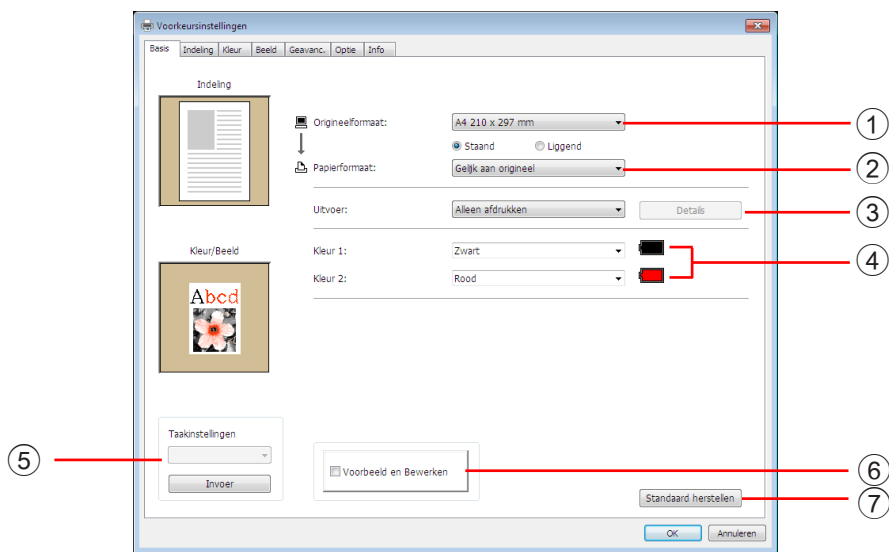 Voorkeursinstellingen
Basis Indeling Kleur Beeld Geavanc. Optie Info
Indeling
Origineelformaat: A4 210 x 297 mm
1
Staand Liggend
Papierformaat: Gelijk aan origineel
2
Uitvoer: Alleen afdrukken Details
3
Kleur/Beeld
Kleur 1: Zwart
4
Kleur 2: Rood
Abcd
Taakinstellingen
5
Invoer
Voorbeeld en Bewerken
6
Standaard herstellen
7
OK Annuleren